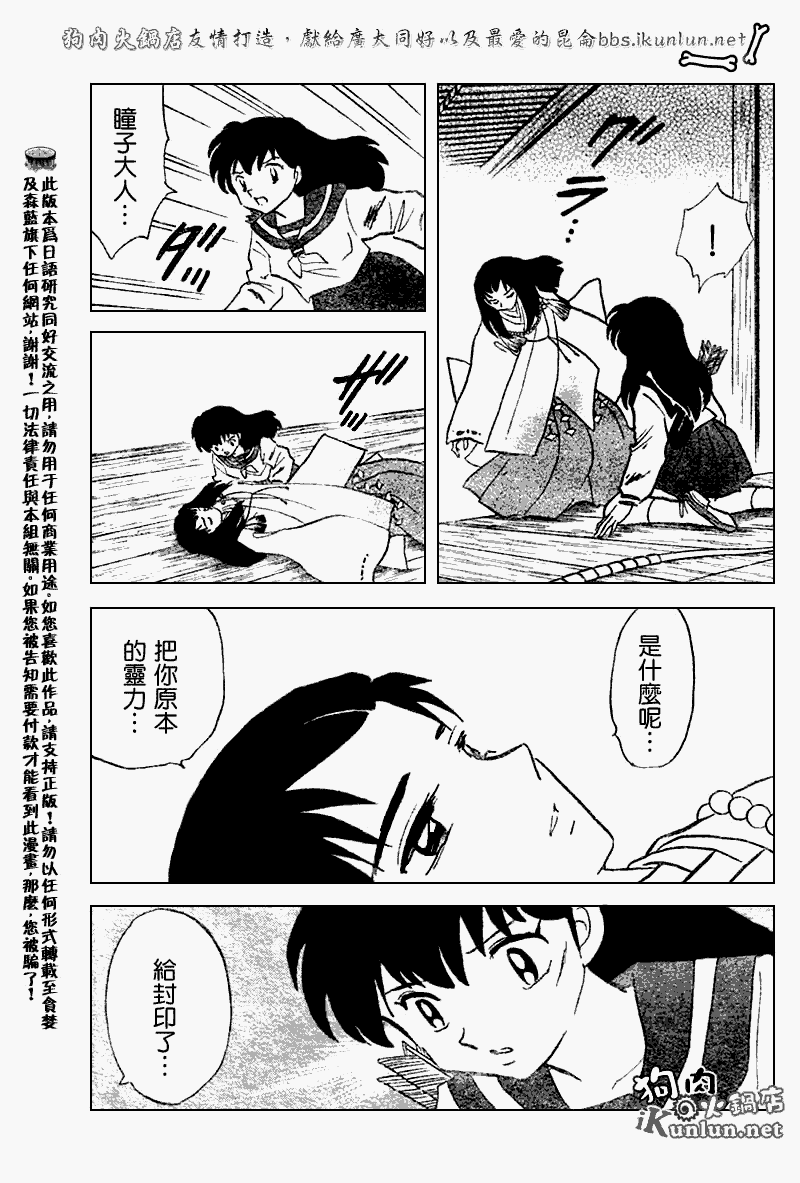 狗肉火鍋店友情打造，獻給廣大同好以及最愛的昆侖bbs.ikunlun.net
！
瞳子大人…
是什麼呢…
把你原本
的靈力…
給封印了…
此版本爲日語研究同好交流之用，請勿用于任何商業用途。如您喜歡此作品，請支持正版！請勿以任何形式轉載至貪婪
及森藍旗下任何網站，謝謝！一切法律責任與本組無關。如果您被告知需要付款才能看到此漫畫，那麼，您被騙了！
狗肉
火鍋店
iKunlun.net